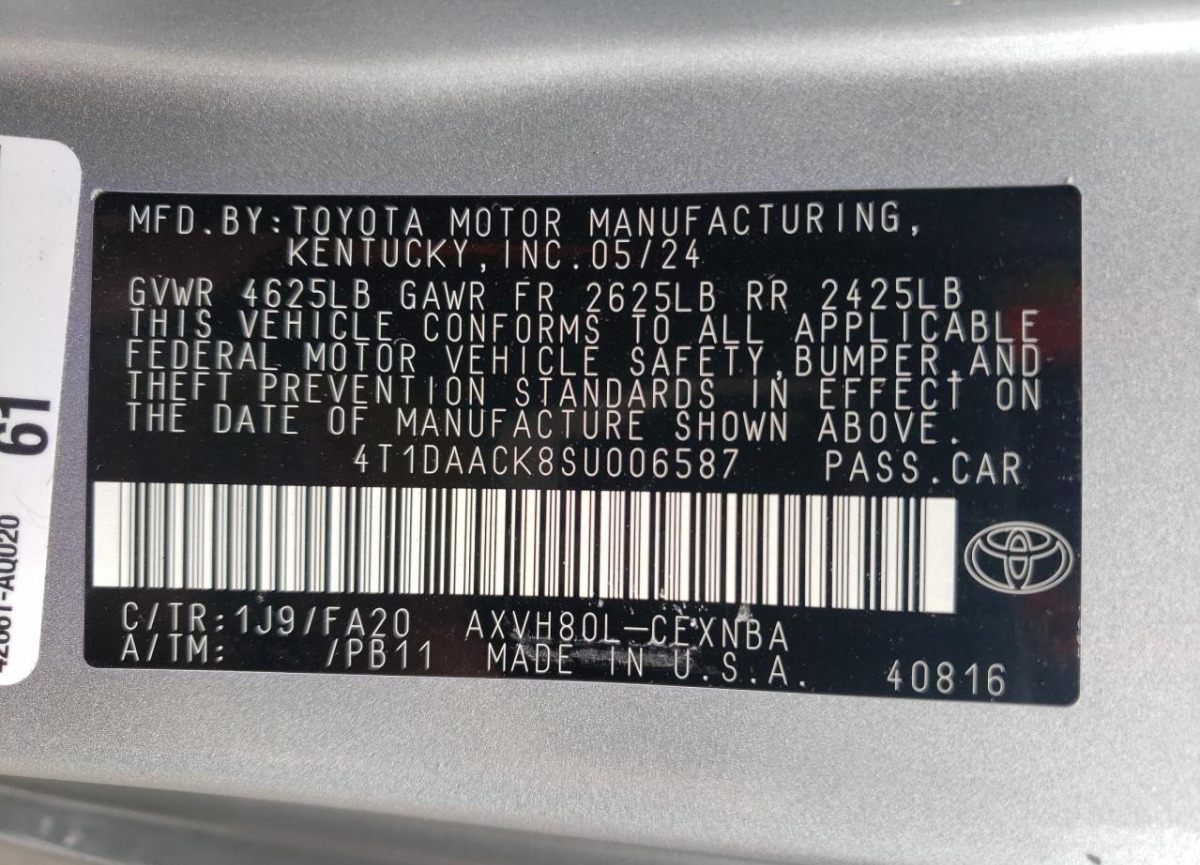 MFD.BY:TOYOTA MOTOR MANUFACTURING,
KENTUCKY, INC.05/24
GVWR 4625LB GAWR FR 2625LB RR 2425LB
THIS VEHICLE CONFORMS TO ALL APPLICABLE
FEDERAL MOTOR VEHICLE SAFETY,BUMPER,AND
THEFT PREVENTION STANDARDS IN EFFECT ON
THE DATE OF MANUFACTURE SHOWN ABOVE.
4T1DAACK8SU006587 PASS.CAR
C/TR:1J9/FA20 AXVH80L-CEXNBA
A/TM: /PB11 MADE IN U.S.A. 40816
61